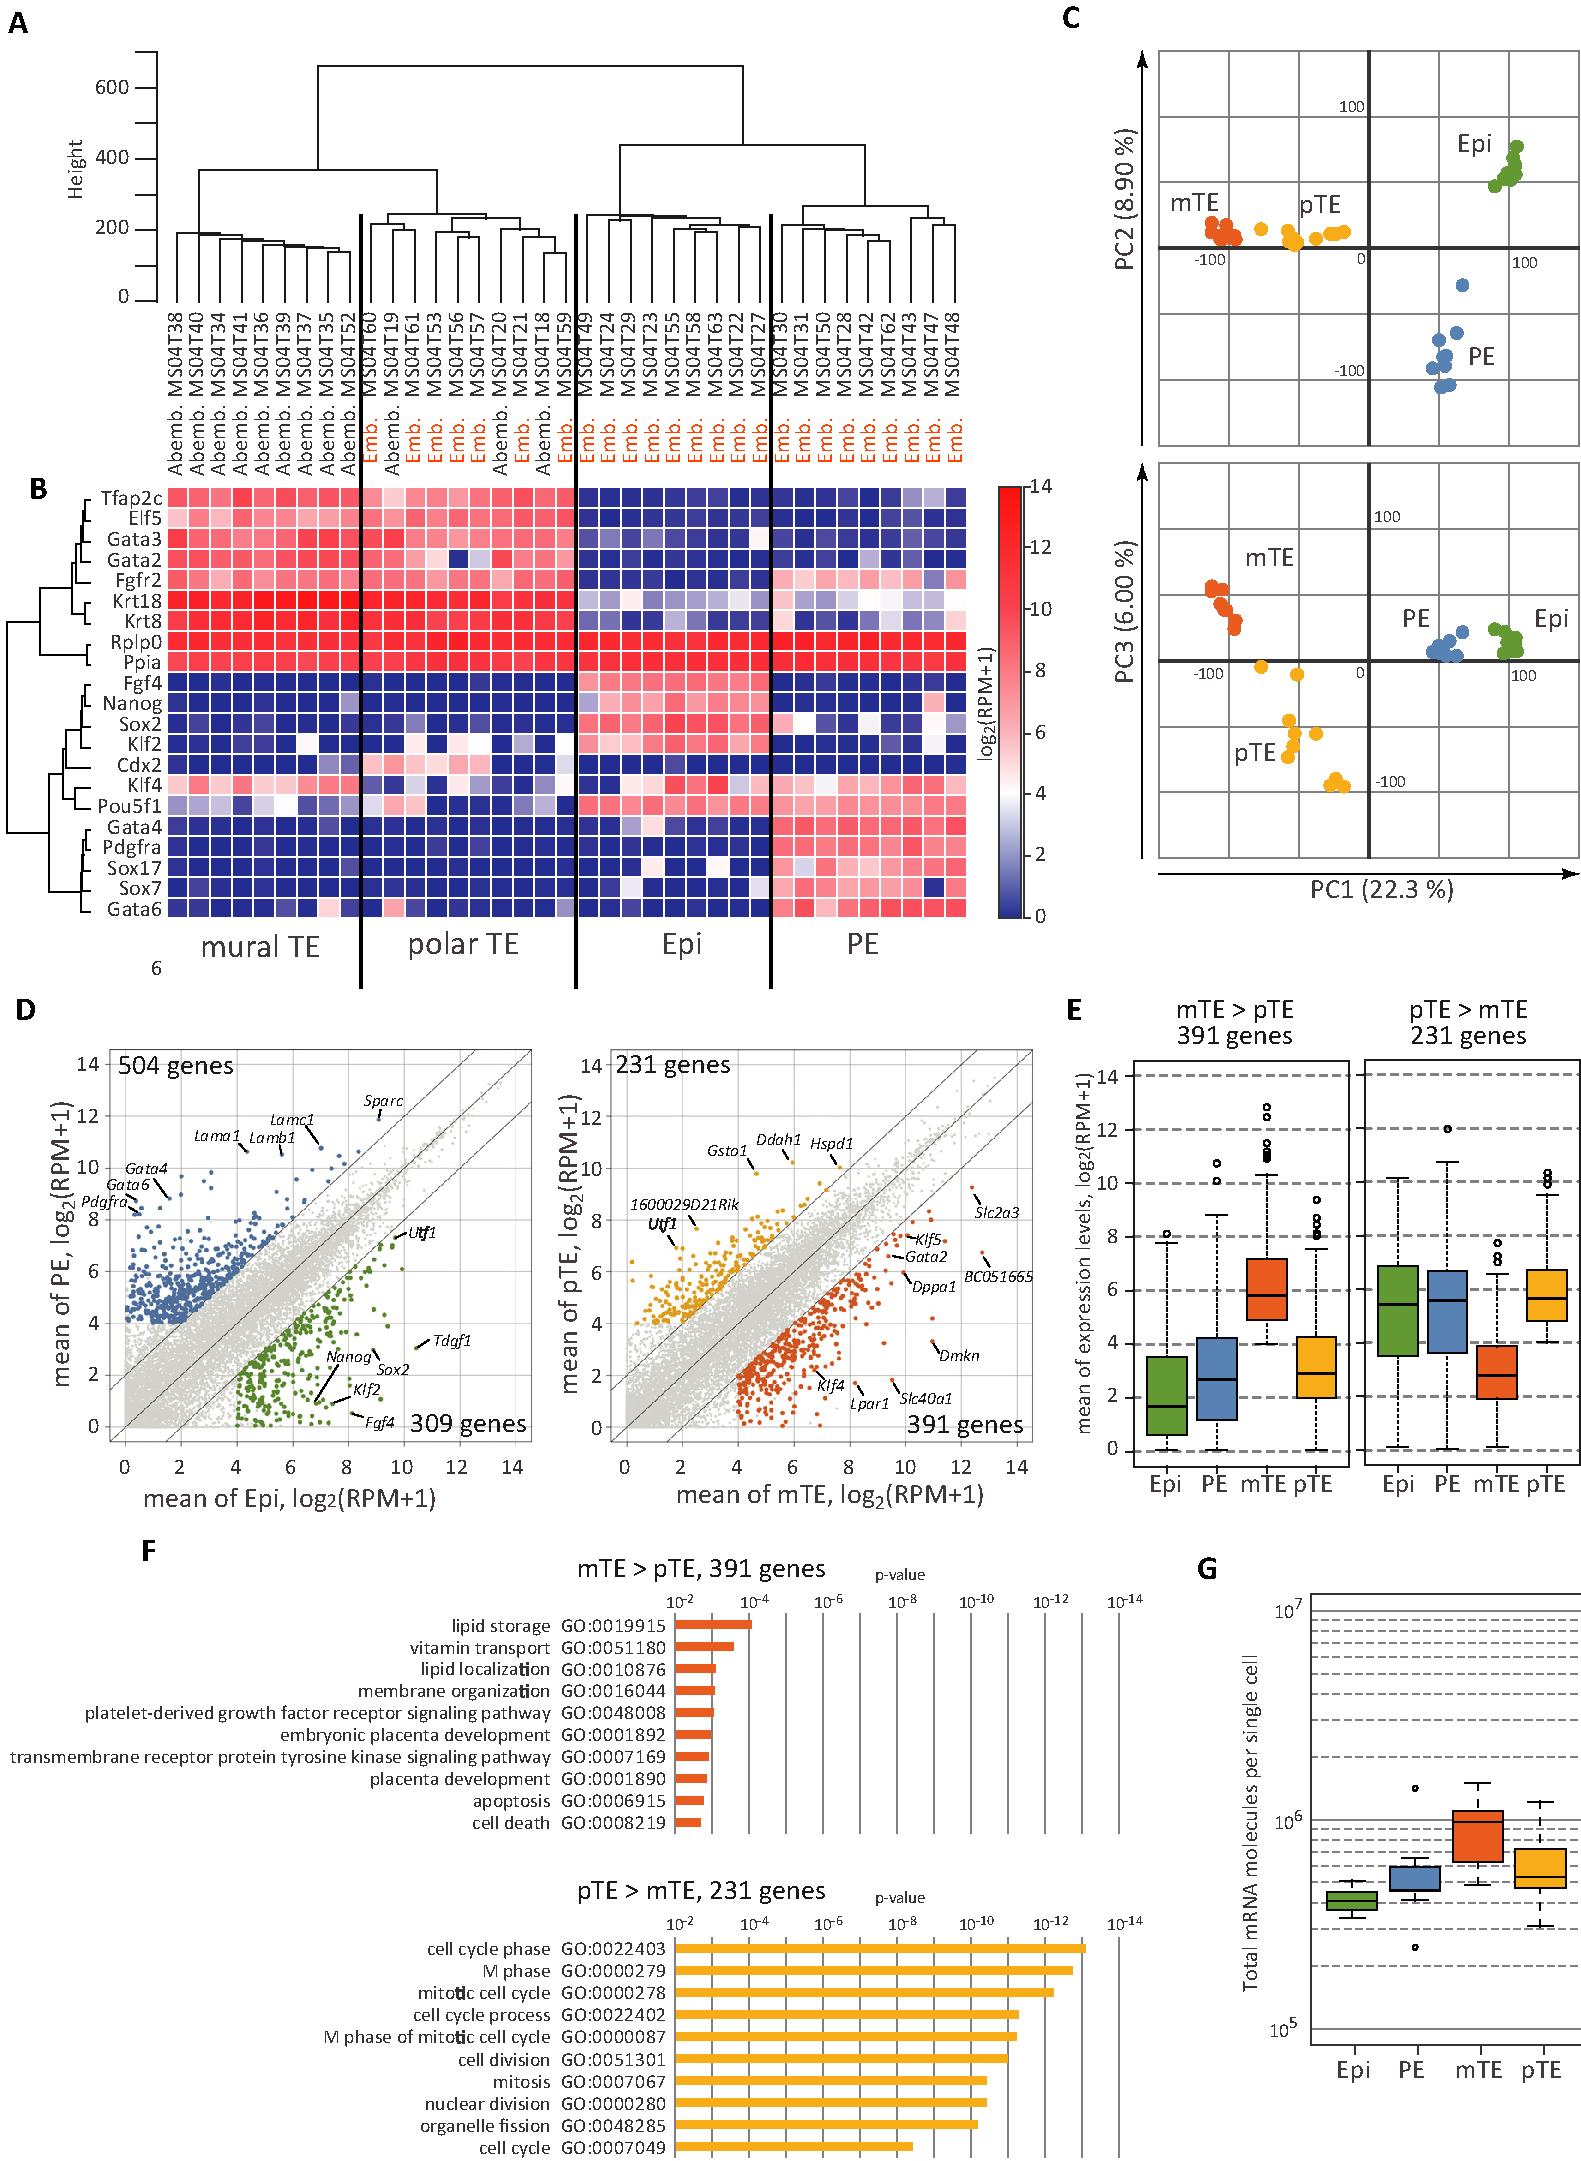 A
Height
600
400
200
0
MS04T38
MS04T40
MS04T34
MS04T41
MS04T36
MS04T39
MS04T37
MS04T35
MS04T52
MS04T60
MS04T19
MS04T61
MS04T53
MS04T56
MS04T57
MS04T20
MS04T21
MS04T18
MS04T59
MS04T49
MS04T24
MS04T29
MS04T23
MS04T55
MS04T58
MS04T63
MS04T22
MS04T27
MS04T30
MS04T31
MS04T50
MS04T28
MS04T42
MS04T62
MS04T43
MS04T47
MS04T48
Abemb. Abemb. Abemb. Abemb. Abemb. Abemb. Abemb. Abemb. Abemb. Emb. Abemb. Emb. Emb. Emb. Emb. Abemb. Emb. Abemb. Emb. Emb. Emb. Emb. Emb. Emb. Emb. Emb. Emb. Emb. Emb. Emb. Emb. Emb. Emb. Emb. Emb. Emb. Emb.
B
Tfap2c
Elf5
Gata3
Gata2
Fgfr2
Krt18
Krt8
Rplp0
Ppia
Fgf4
Nanog
Sox2
Klf2
Cdx2
Klf4
Pou5f1
Gata4
Pdgfra
Sox17
Sox7
Gata6
mural TE polar TE Epi PE
6
log2(RPM+1)
14
12
10
8
6
4
2
0
C
PC2 (8.90 %)
100
Epi
mTE pTE
-100 0 100
PE
-100
PC3 (6.00 %)
100
mTE
PE Epi
-100 0 100
pTE
-100
PC1 (22.3 %)
D
504 genes
mean of PE, log2(RPM+1)
14
12
10
8
6
4
2
0
Sparc
Lamc1
Lama1 Lamb1
Gata4
Gata6
Pdgfra
Utf1
Tdgf1
Nanog
Sox2
Klf2
Fgf4
309 genes
0 2 4 6 8 10 12 14
mean of Epi, log2(RPM+1)
231 genes
mean of pTE, log2(RPM+1)
14
12
10
8
6
4
2
0
Gsto1 Ddah1 Hspd1
1600029D21Rik
Utf1
Slc2a3
Klf5
Gata2
BC051665
Dppa1
Dmkn
Klf4
Lpar1 Slc40a1
391 genes
0 2 4 6 8 10 12 14
mean of mTE, log2(RPM+1)
E
mTE > pTE
391 genes
pTE > mTE
231 genes
mean of expression levels, log2(RPM+1)
14
12
10
8
6
4
2
0
Epi PE mTE pTE
Epi PE mTE pTE
F
mTE > pTE, 391 genes p-value
10-2 10-4 10-6 10-8 10-10 10-12 10-14
lipid storage GO:0019915
vitamin transport GO:0051180
lipid localization GO:0010876
membrane organization GO:0016044
platelet-derived growth factor receptor signaling pathway GO:0048008
embryonic placenta development GO:0001892
transmembrane receptor protein tyrosine kinase signaling pathway GO:0007169
placenta development GO:0001890
apoptosis GO:0006915
cell death GO:0008219
pTE > mTE, 231 genes p-value
10-2 10-4 10-6 10-8 10-10 10-12 10-14
cell cycle phase GO:0022403
M phase GO:0000279
mitotic cell cycle GO:0000278
cell cycle process GO:0022402
M phase of mitotic cell cycle GO:0000087
cell division GO:0051301
mitosis GO:0007067
nuclear division GO:0000280
organelle fission GO:0048285
cell cycle GO:0007049
G
Total mRNA molecules per single cell
107
106
105
Epi PE mTE pTE